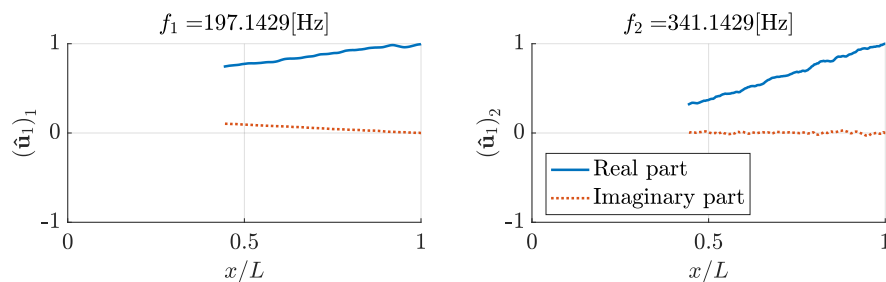 f₁ =197.1429[Hz]
1
0
-1
(û₁)₁
0
0.5
1
x/L
f₂ =341.1429[Hz]
1
0
-1
(û₁)₂
Real part
Imaginary part
0
0.5
1
x/L